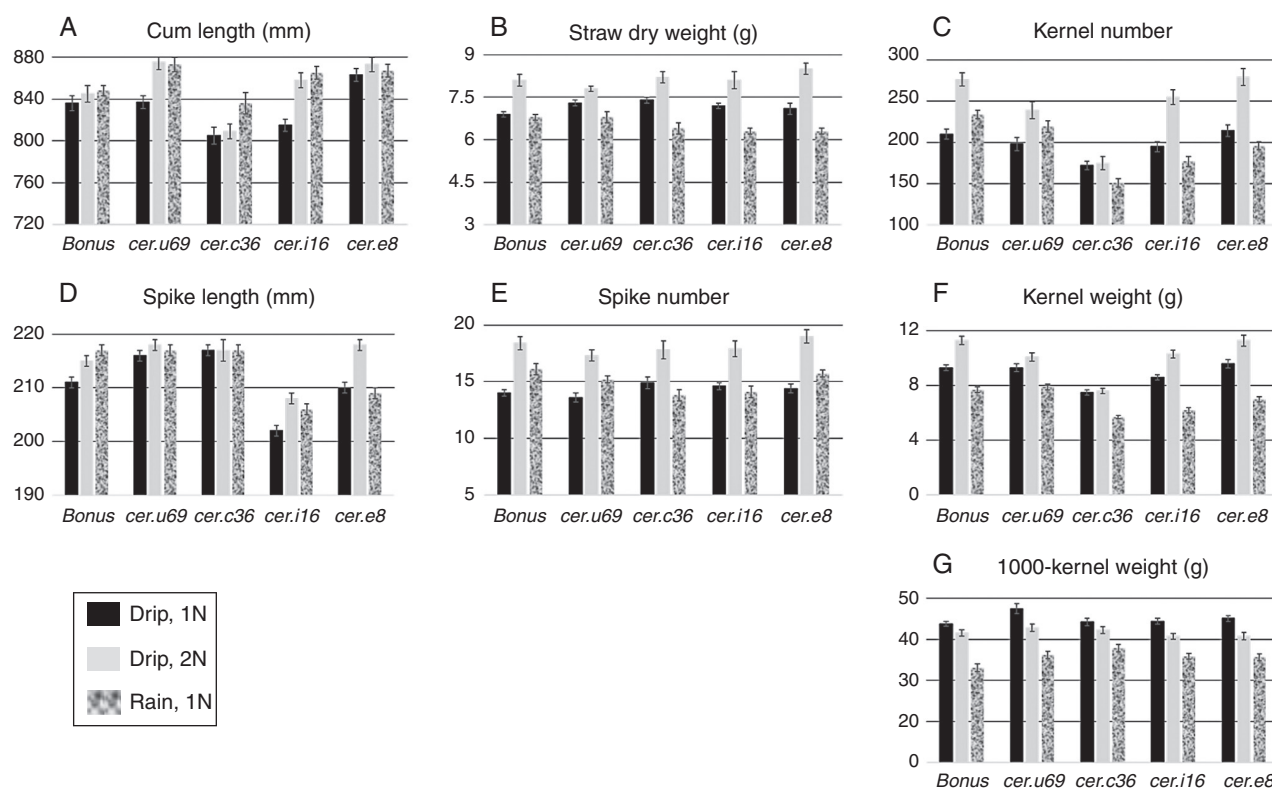 A
Cum length (mm)
880
840
800
760
720
Bonus cer.u69 cer.c36 cer.i16 cer.e8
B
Straw dry weight (g)
9
7.5
6
4.5
3
Bonus cer.u69 cer.c36 cer.i16 cer.e8
C
Kernel number
300
250
200
150
100
Bonus cer.u69 cer.c36 cer.i16 cer.e8
D
Spike length (mm)
220
210
200
190
Bonus cer.u69 cer.c36 cer.i16 cer.e8
E
Spike number
20
15
10
5
Bonus cer.u69 cer.c36 cer.i16 cer.e8
F
Kernel weight (g)
12
8
4
0
Bonus cer.u69 cer.c36 cer.i16 cer.e8
Drip, 1N
Drip, 2N
Rain, 1N
G
1000-kernel weight (g)
50
40
30
20
0
Bonus cer.u69 cer.c36 cer.i16 cer.e8